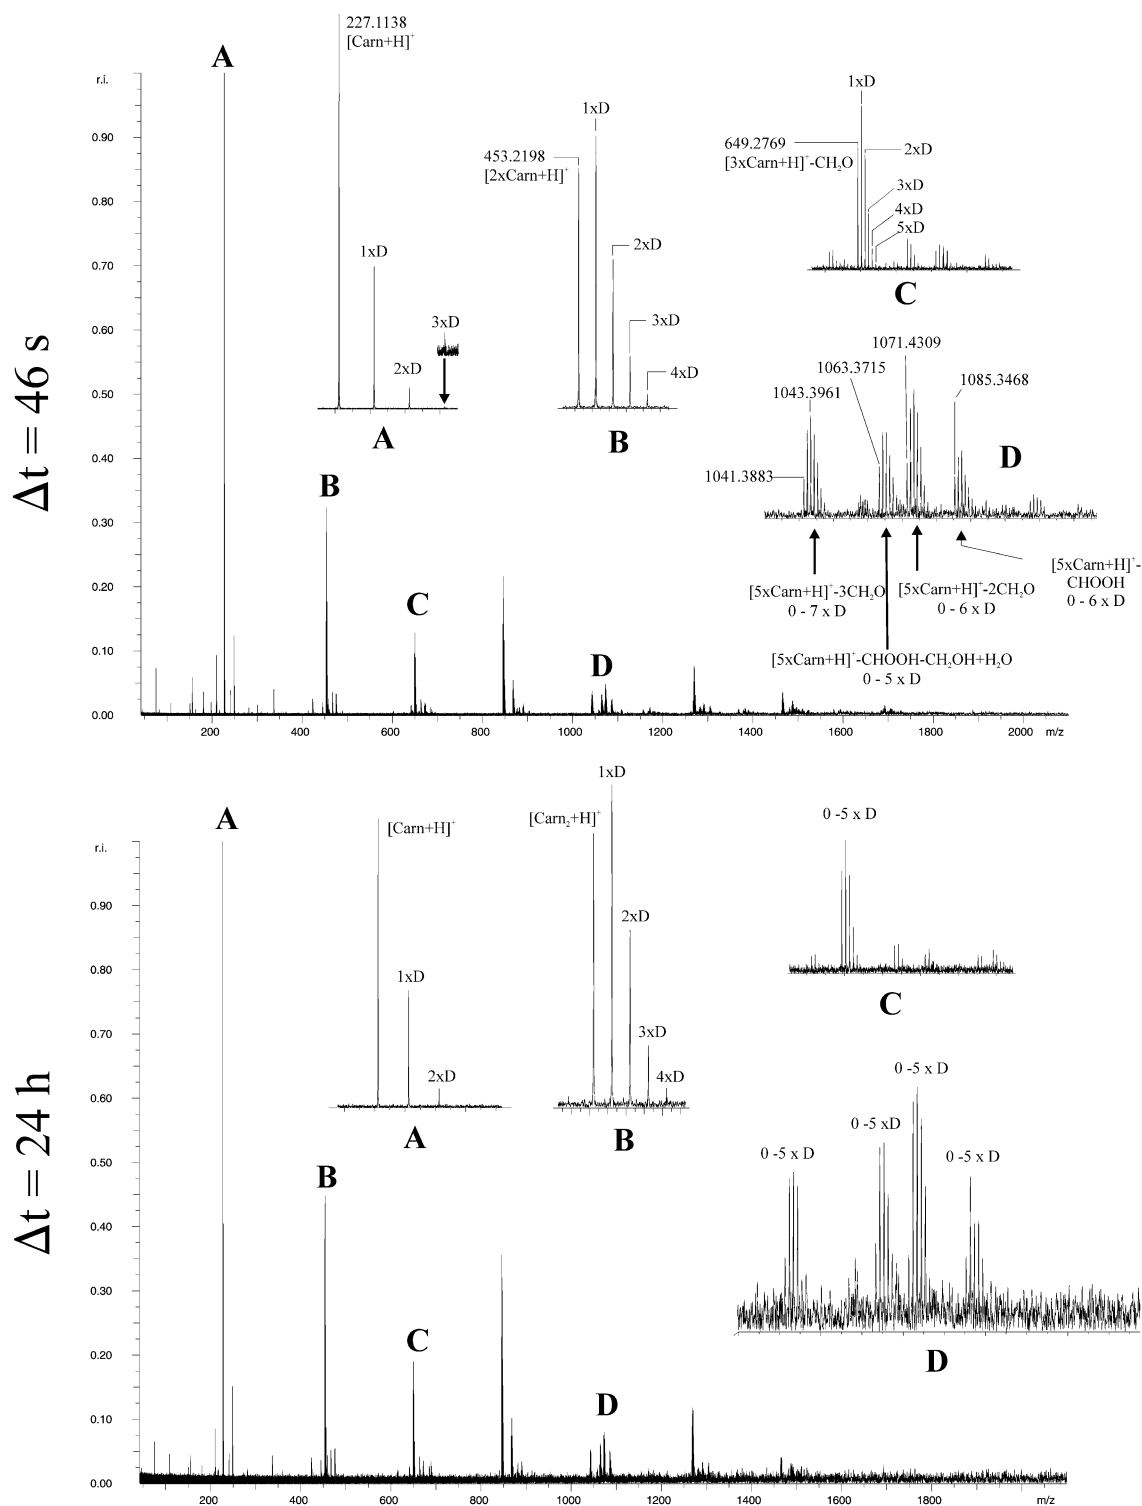 Δt = 46 s
r.i.
0.90
0.80
0.70
0.60
0.50
0.40
0.30
0.20
0.10
0.00
200
400
600
800
1000
1200
1400
1600
1800
2000
m/z
A
B
C
D
227.1138
[Carn+H]⁺
1xD
2xD
3xD
A
453.2198
[2xCarn+H]⁺
1xD
2xD
3xD
4xD
B
649.2769
[3xCarn+H]⁺-CH₂O
1xD
2xD
3xD
4xD
5xD
C
1041.3883
1043.3961
1063.3715
1071.4309
1085.3468
D
[5xCarn+H]⁺-3CH₂O
0 - 7 x D
[5xCarn+H]⁺-2CH₂O
0 - 6 x D
[5xCarn+H]⁺-
CHOOH
0 - 6 x D
[5xCarn+H]⁺-CHOOH-CH₂OH+H₂O
0 - 5 x D
Δt = 24 h
r.i.
0.90
0.80
0.70
0.60
0.50
0.40
0.30
0.20
0.10
0.00
200
400
600
800
1000
1200
1400
1600
1800
m/z
A
B
C
D
[Carn+H]⁺
1xD
2xD
A
[Carn₂+H]⁺
1xD
2xD
3xD
4xD
B
0 -5 x D
C
0 -5 x D
0 -5 xD
0 -5 x D
0 -5 x D
D